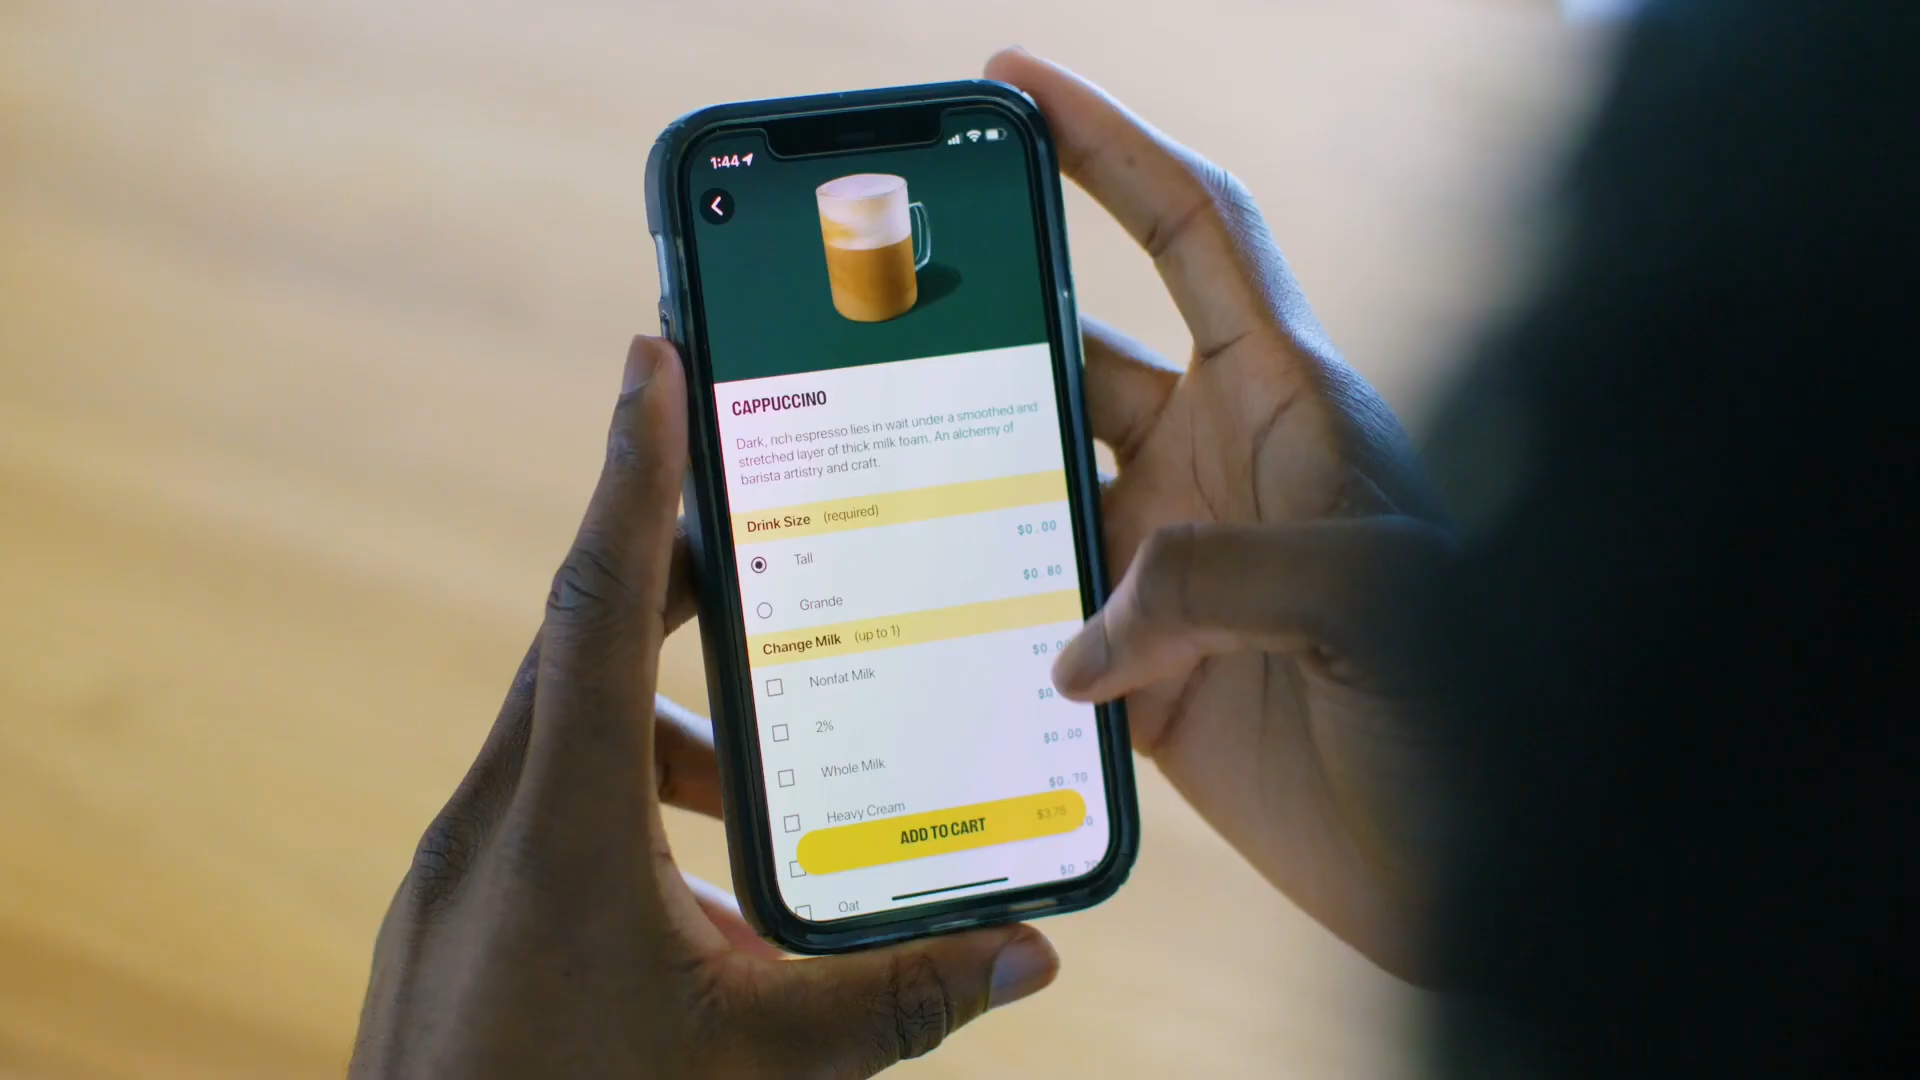 1:44
CAPPUCCINO
Dark, rich espresso lies in wait under a smoothed and
stretched layer of thick milk foam. An alchemy of
barista artistry and craft.
Drink Size (required)
Tall $0.00
Grande $0.80
Change Milk (up to 1)
Nonfat Milk
2%
Whole Milk $0.00
Heavy Cream $0.70
ADD TO CART $3.75
Oat